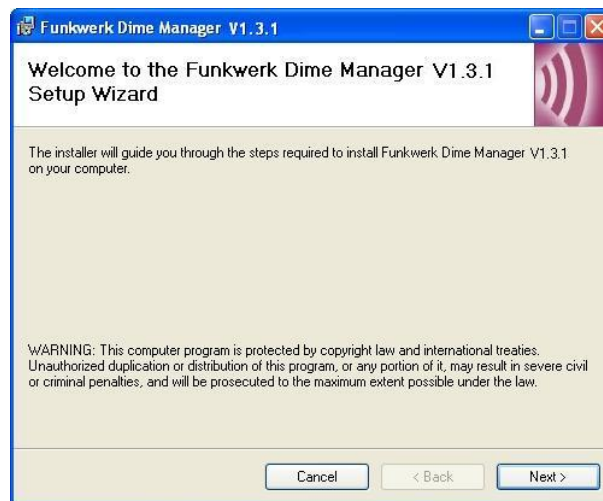 Funkwerk Dime Manager V1.3.1
Welcome to the Funkwerk Dime Manager V1.3.1
Setup Wizard
The installer will guide you through the steps required to install Funkwerk Dime Manager V1.3.1
on your computer.
WARNING: This computer program is protected by copyright law and international treaties.
Unauthorized duplication or distribution of this program, or any portion of it, may result in severe civil
or criminal penalties, and will be prosecuted to the maximum extent possible under the law.
Cancel
< Back
Next >